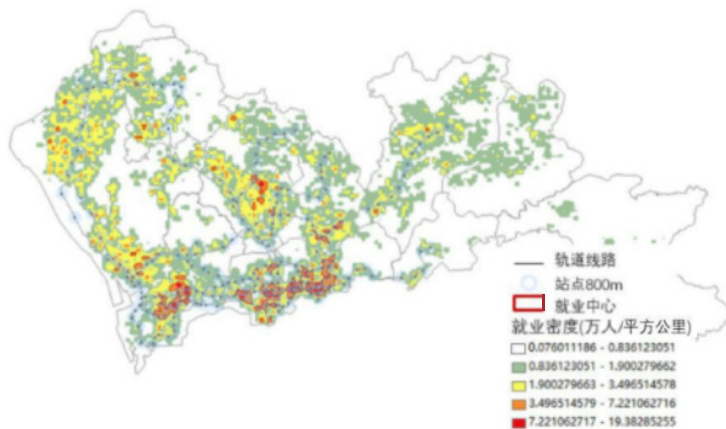 轨道线路
站点800m
就业中心
就业密度(万人/平方公里)
0.076011186 - 0.836123051
0.836123051 - 1.900279662
1.900279663 - 3.496514578
3.496514579 - 7.221062716
7.221062717 - 19.38285255